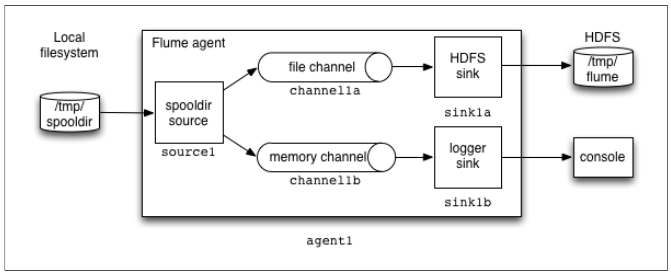 Local
filesystem
/tmp/
spooldir
Flume agent
spooldir
source
source1
file channel
channel1a
memory channel
channel1b
HDFS
sink
sink1a
logger
sink
sink1b
HDFS
/tmp/
flume
console
agent1